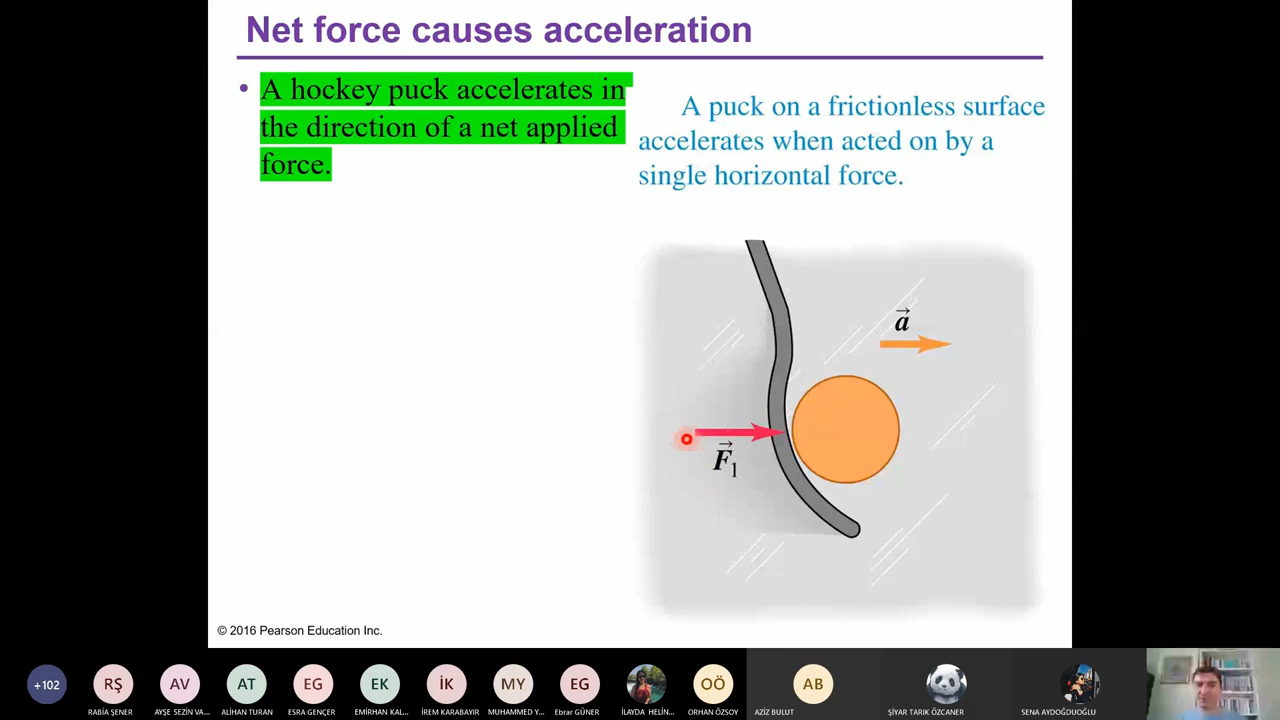 Net force causes acceleration
• A hockey puck accelerates in
the direction of a net applied
force.
A puck on a frictionless surface
accelerates when acted on by a
single horizontal force.
a
F1
© 2016 Pearson Education Inc.
+102
RŞ
AV
AT
EG
EK
İK
MY
EG
OÖ
AB
RABİA ŞENER
AYŞE SEZİN VA...
ALİHAN TURAN
ESRA GENÇER
EMİRHAN KAL...
İREM KARABAYIR
MUHAMMED Y...
Ebrar GÜNER
İLAYDA HELİN...
ORHAN ÖZSOY
AZİZ BULUT
ŞİYAR TARIK ÖZCANER
SENA AYDOĞDUOĞLU